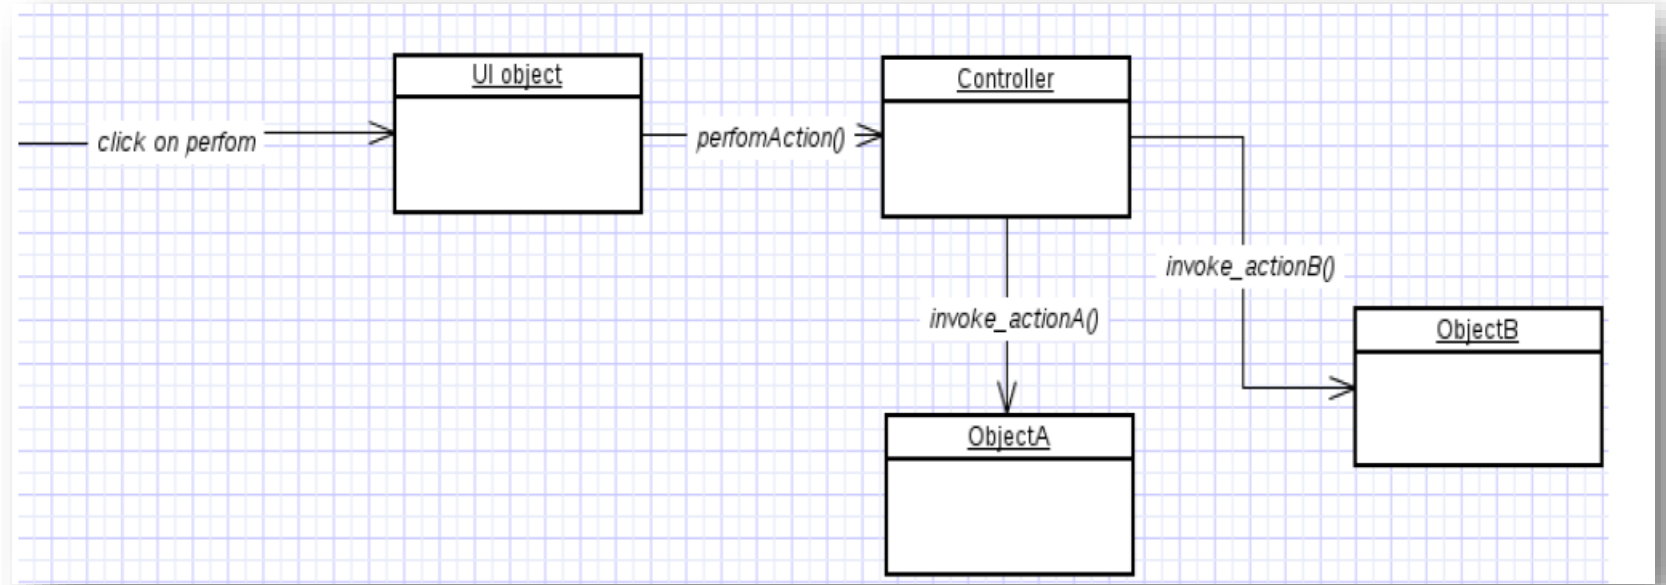 UI object
Controller
click on perfom
perfomAction()
invoke_actionB()
invoke_actionA()
ObjectB
ObjectA